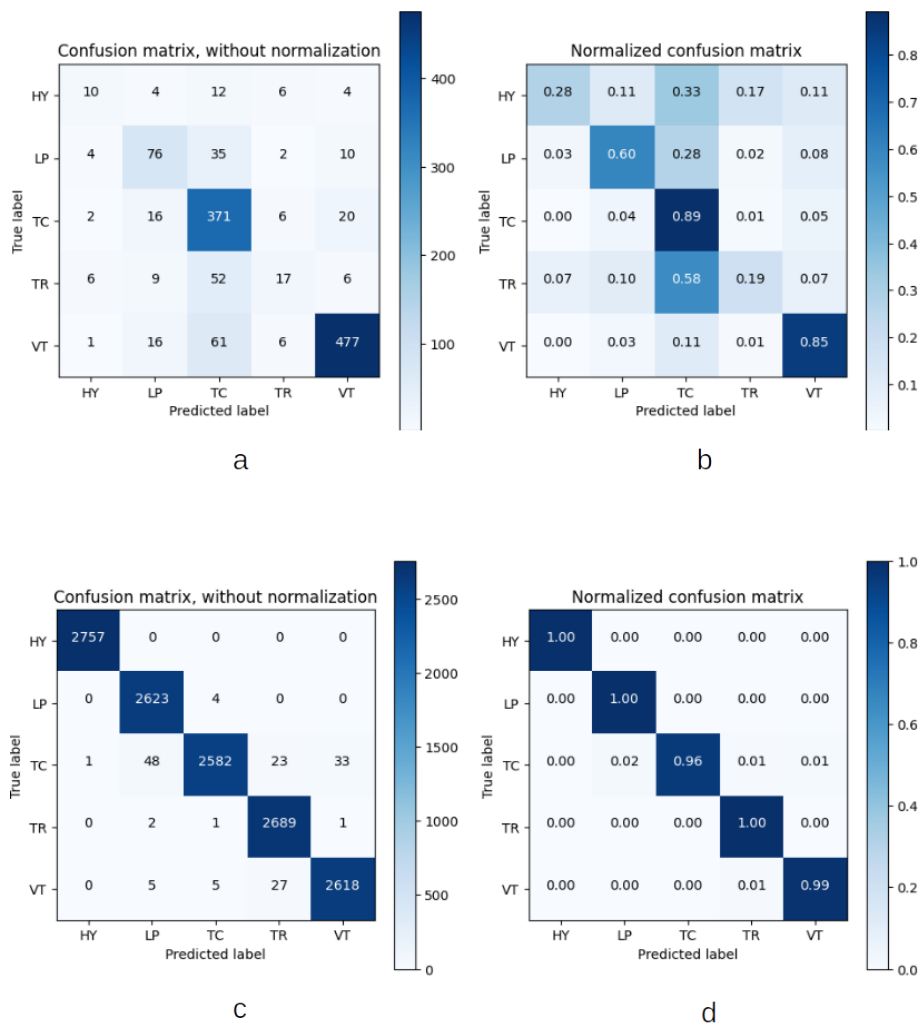 Confusion matrix, without normalization
HY 10 4 12 6 4
LP 4 76 35 2 10
TC 2 16 371 6 20
TR 6 9 52 17 6
VT 1 16 61 6 477
HY LP TC TR VT
True label
Predicted label
400
300
200
100
a
Normalized confusion matrix
HY 0.28 0.11 0.33 0.17 0.11
LP 0.03 0.60 0.28 0.02 0.08
TC 0.00 0.04 0.89 0.01 0.05
TR 0.07 0.10 0.58 0.19 0.07
VT 0.00 0.03 0.11 0.01 0.85
HY LP TC TR VT
True label
Predicted label
0.8
0.7
0.6
0.5
0.4
0.3
0.2
0.1
b
Confusion matrix, without normalization
HY 2757 0 0 0 0
LP 0 2623 4 0 0
TC 1 48 2582 23 33
TR 0 2 1 2689 1
VT 0 5 5 27 2618
HY LP TC TR VT
True label
Predicted label
2500
2000
1500
1000
500
0
c
Normalized confusion matrix
HY 1.00 0.00 0.00 0.00 0.00
LP 0.00 1.00 0.00 0.00 0.00
TC 0.00 0.02 0.96 0.01 0.01
TR 0.00 0.00 0.00 1.00 0.00
VT 0.00 0.00 0.00 0.01 0.99
HY LP TC TR VT
True label
Predicted label
1.0
0.8
0.6
0.4
0.2
0.0
d